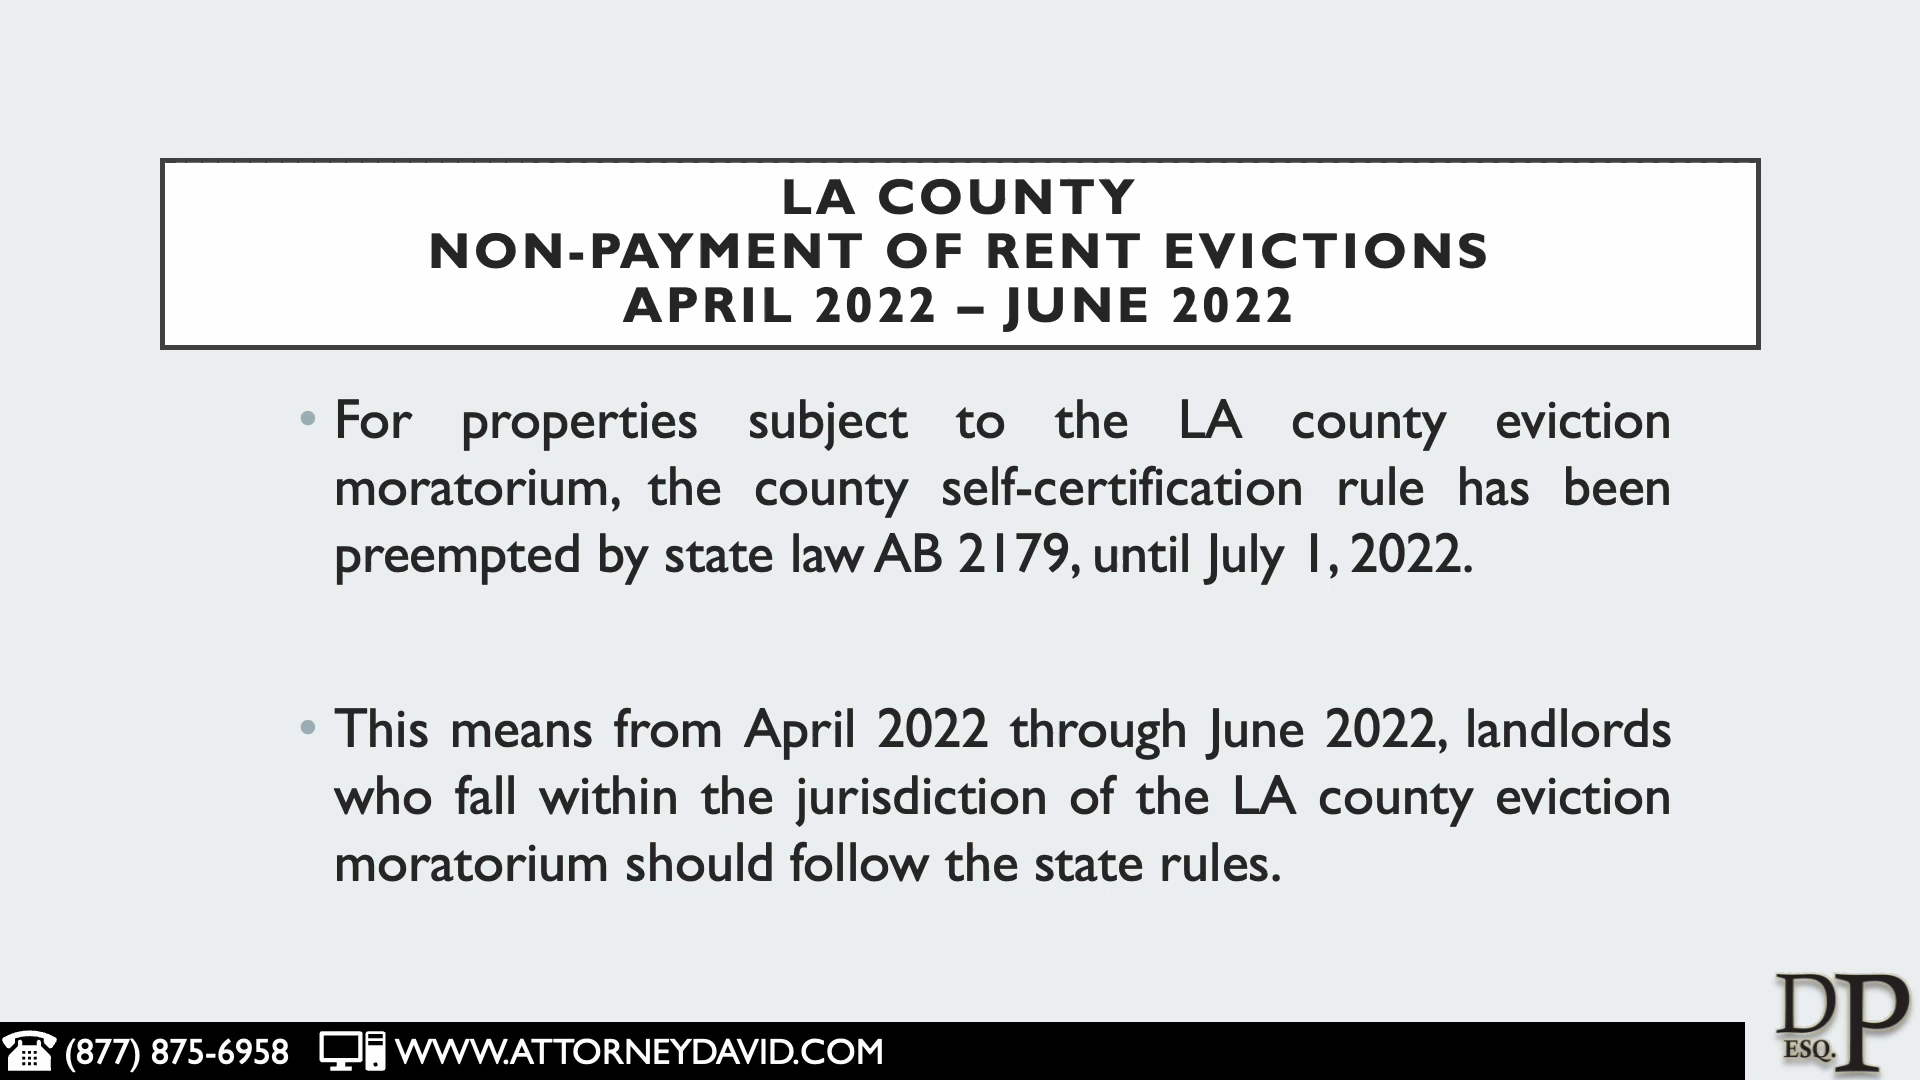 LA COUNTY
NON-PAYMENT OF RENT EVICTIONS
APRIL 2022 – JUNE 2022
• For properties subject to the LA county eviction
moratorium, the county self-certification rule has been
preempted by state law AB 2179, until July 1, 2022.
• This means from April 2022 through June 2022, landlords
who fall within the jurisdiction of the LA county eviction
moratorium should follow the state rules.
(877) 875-6958 WWW.ATTORNEYDAVID.COM
DP
ESQ.